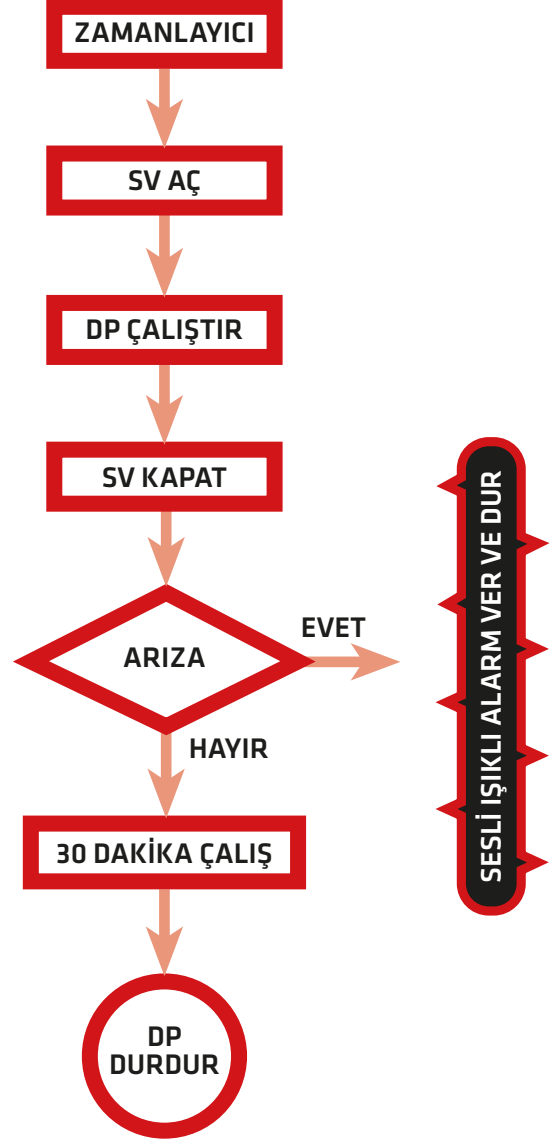 ZAMANLAYICI
SV AÇ
DP ÇALIŞTIR
SV KAPAT
ARIZA
EVET
SESLİ IŞIKLI ALARM VER VE DUR
HAYIR
30 DAKİKA ÇALIŞ
DP
DURDUR